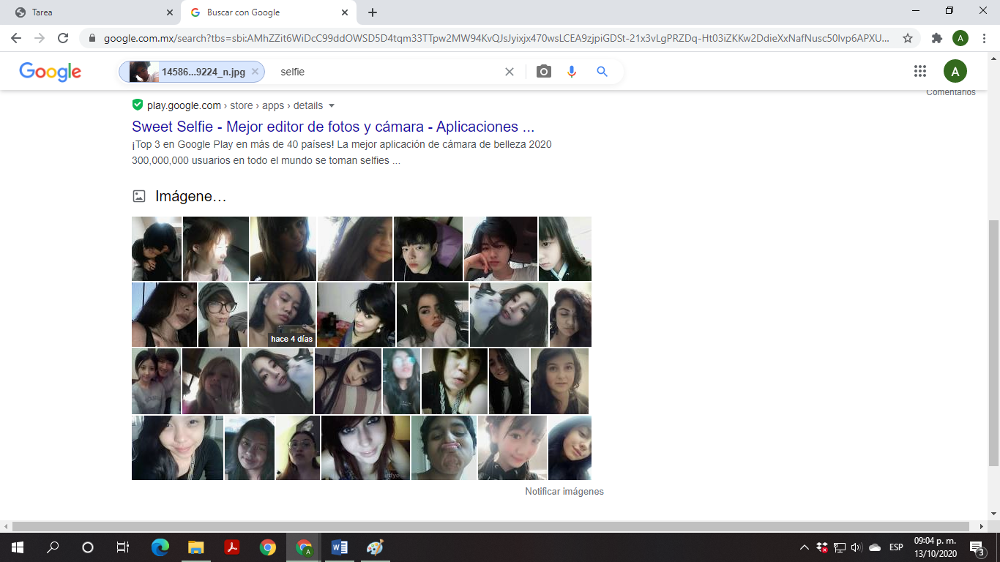 Tarea
Buscar con Google
google.com.mx/search?tbs=sbi:AMhZZit6WiDcC99ddOWSD5D4tqm33TTpw2MW94KvQJsJyixjx470wsLCEA9zjpiGDSt-21x3vLgPRZDq-Ht03iZKKw2DdieXxNafNusc50lvp6APXU...
A
Google
14586...9224_n.jpg
selfie
A
Comentarios
play.google.com › store › apps › details
Sweet Selfie - Mejor editor de fotos y cámara - Aplicaciones ...
¡Top 3 en Google Play en más de 40 países! La mejor aplicación de cámara de belleza 2020
300,000,000 usuarios en todo el mundo se toman selfies ...
Imágene…
hace 4 días
Notificar imágenes
A
W
ESP
09:04 p. m.
13/10/2020
3